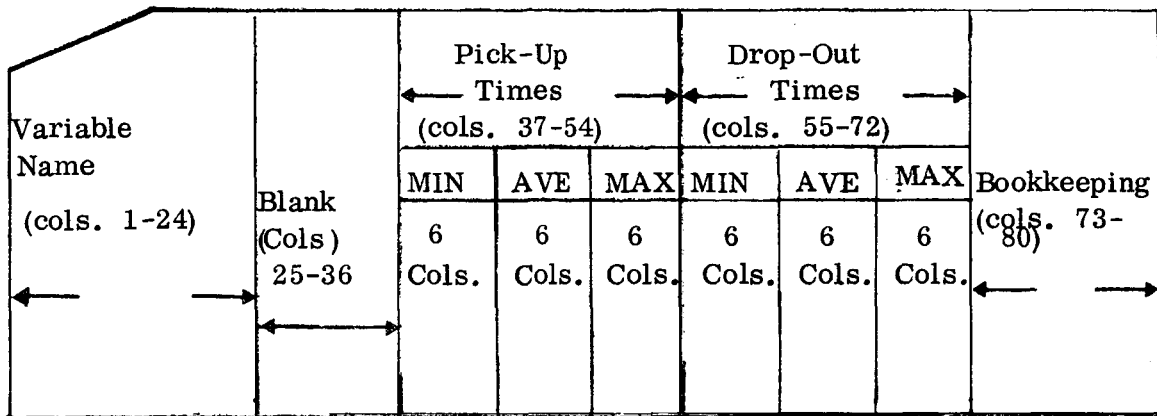 Variable
Name
(cols. 1-24)
Blank
(Cols)
25-36
Pick-Up
Times
(cols. 37-54)
Drop-Out
Times
(cols. 55-72)
MIN AVE MAX MIN AVE MAX
6 6 6 6 6 6
Cols. Cols. Cols. Cols. Cols. Cols.
Bookkeeping
(cols. 73-
80)